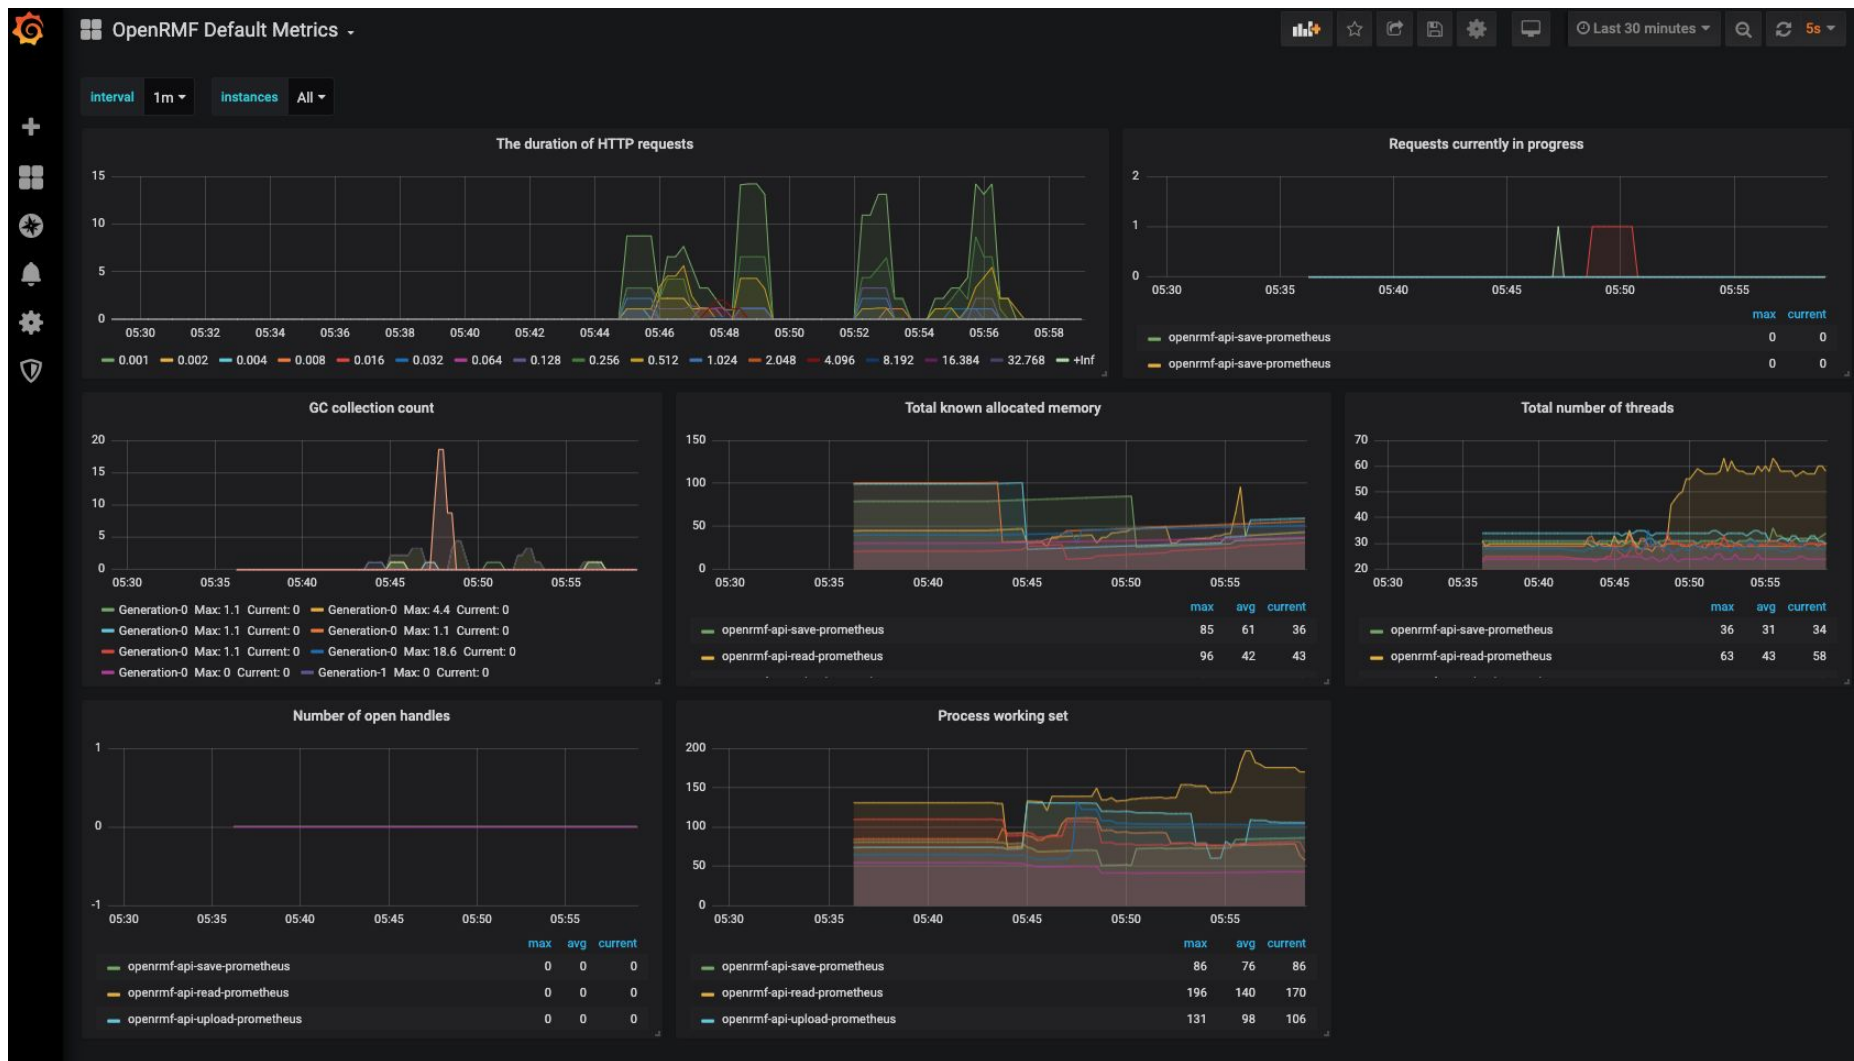 OpenRMF Default Metrics
Last 30 minutes
5s
interval 1m instances All
The duration of HTTP requests
15
10
5
0
05:30 05:32 05:34 05:36 05:38 05:40 05:42 05:44 05:46 05:48 05:50 05:52 05:54 05:56 05:58
0.001 0.002 0.004 0.008 0.016 0.032 0.064 0.128 0.256 0.512 1.024 2.048 4.096 8.192 16.384 32.768 +Inf
Requests currently in progress
2
1
0
05:30 05:35 05:40 05:45 05:50 05:55
max current
openrmf-api-save-prometheus 0 0
openrmf-api-save-prometheus 0 0
GC collection count
20
15
10
5
0
05:30 05:35 05:40 05:45 05:50 05:55
Generation-0 Max: 1.1 Current: 0 Generation-0 Max: 4.4 Current: 0
Generation-0 Max: 1.1 Current: 0 Generation-0 Max: 1.1 Current: 0
Generation-0 Max: 1.1 Current: 0 Generation-0 Max: 18.6 Current: 0
Generation-0 Max: 0 Current: 0 Generation-1 Max: 0 Current: 0
Total known allocated memory
150
100
50
0
05:30 05:35 05:40 05:45 05:50 05:55
max avg current
openrmf-api-save-prometheus 85 61 36
openrmf-api-read-prometheus 96 42 43
Total number of threads
70
60
50
40
30
20
05:30 05:35 05:40 05:45 05:50 05:55
max avg current
openrmf-api-save-prometheus 36 31 34
openrmf-api-read-prometheus 63 43 58
Number of open handles
1
0
-1
05:30 05:35 05:40 05:45 05:50 05:55
max avg current
openrmf-api-save-prometheus 0 0 0
openrmf-api-read-prometheus 0 0 0
openrmf-api-upload-prometheus 0 0 0
Process working set
200
150
100
50
0
05:30 05:35 05:40 05:45 05:50 05:55
max avg current
openrmf-api-save-prometheus 86 76 86
openrmf-api-read-prometheus 196 140 170
openrmf-api-upload-prometheus 131 98 106